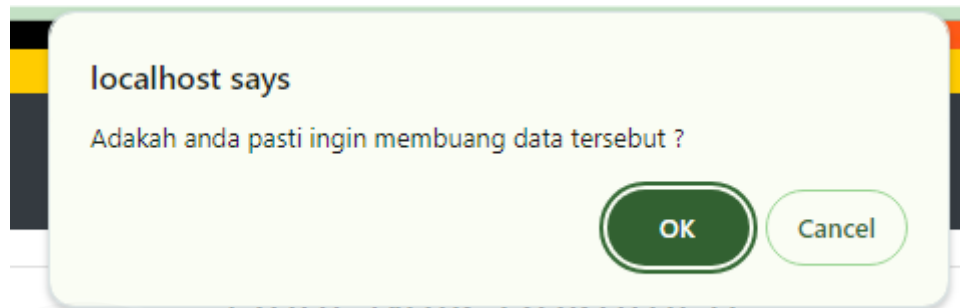 localhost says
Adakah anda pasti ingin membuang data tersebut ?
OK Cancel